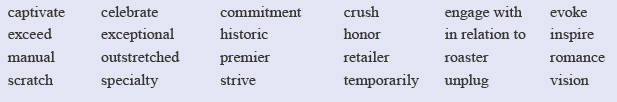 captivate celebrate commitment crush engage with evoke
exceed exceptional historic honor in relation to inspire
manual outstretched premier retailer roaster romance
scratch specialty strive temporarily unplug vision